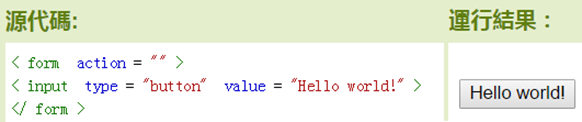 源代碼:
< form action = "" >
< input type = "button" value = "Hello world!" >
</ form >
運行結果：
Hello world!